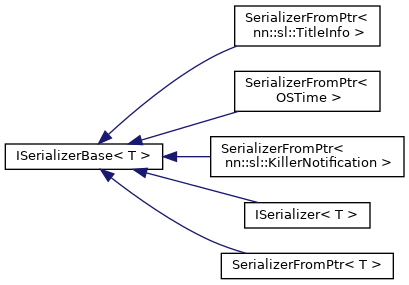 SerializerFromPtr<
nn::sl::TitleInfo >
SerializerFromPtr<
OSTime >
ISerializerBase< T >
SerializerFromPtr<
nn::sl::KillerNotification >
ISerializer< T >
SerializerFromPtr< T >